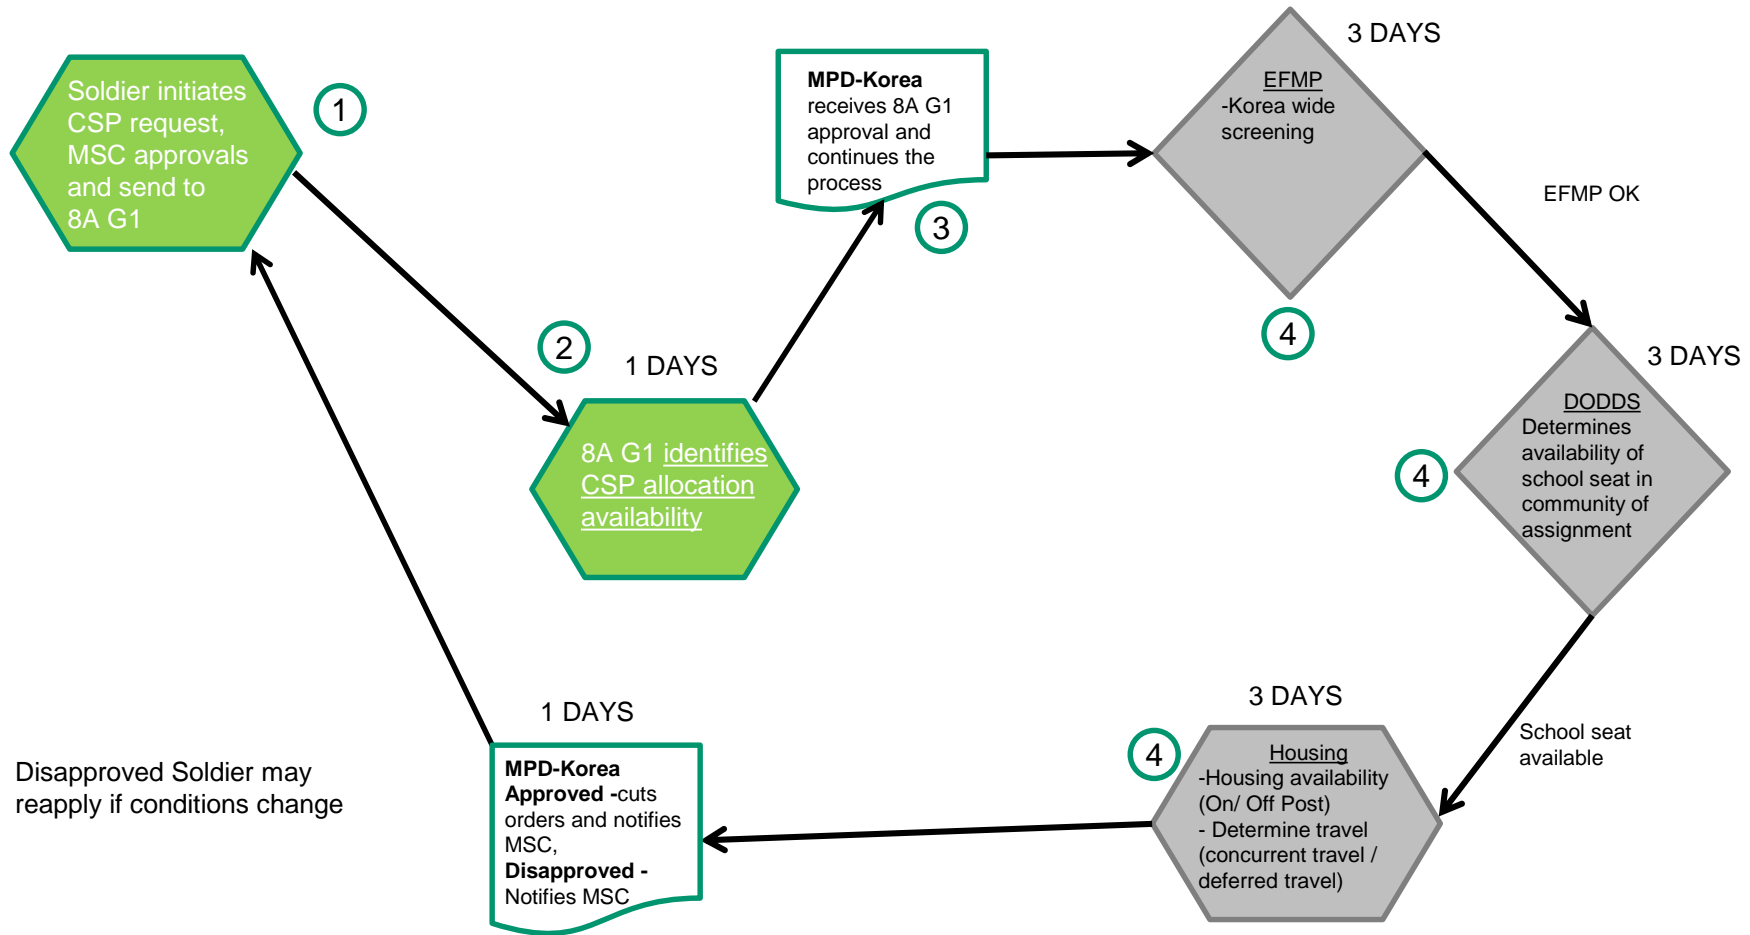 Soldier initiates
CSP request,
MSC approvals
and send to
8A G1
1
2
1 DAYS
8A G1 identifies
CSP allocation
availability
MPD-Korea
receives 8A G1
approval and
continues the
process
3
3 DAYS
EFMP
-Korea wide
screening
4
EFMP OK
3 DAYS
DODDS
Determines
availability of
school seat in
community of
assignment
4
School seat
available
3 DAYS
4
Housing
-Housing availability
(On/ Off Post)
- Determine travel
(concurrent travel /
deferred travel)
1 DAYS
MPD-Korea
Approved -cuts
orders and notifies
MSC,
Disapproved -
Notifies MSC
Disapproved Soldier may
reapply if conditions change